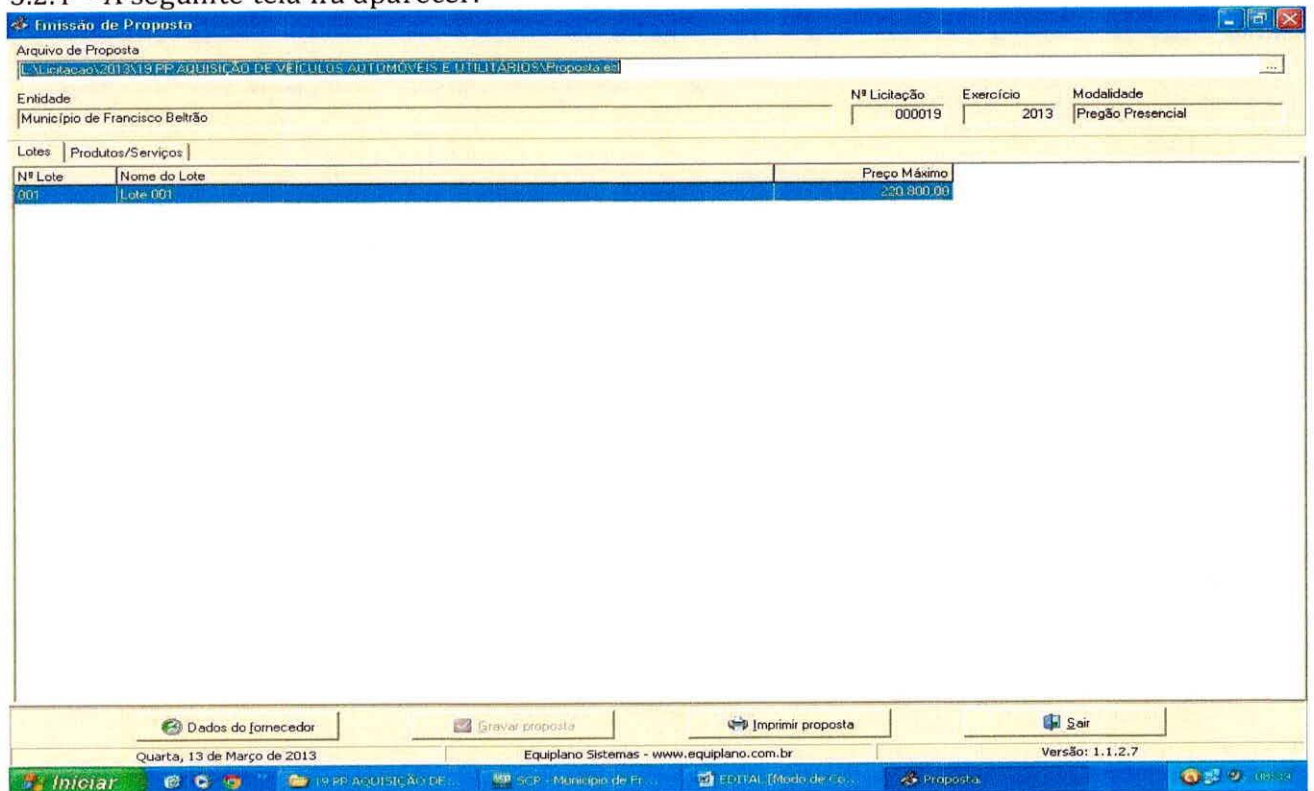 5.2.1 – A seguinte tela irá aparecer:
Emissão de Proposta
Arquivo de Proposta
L:\Licitacao\2013\19 PP AQUISIÇÃO DE VEÍCULOS AUTOMÓVEIS E UTILITÁRIOS\Proposta.esl
...
Entidade
Nº Licitação
Exercício
Modalidade
Município de Francisco Beltrão
000019
2013
Pregão Presencial
Lotes
Produtos/Serviços
Nº Lote
Nome do Lote
Preço Máximo
001
Lote 001
220.800,00
Dados do fornecedor
Gravar proposta
Imprimir proposta
Sair
Quarta, 13 de Março de 2013
Equiplano Sistemas - www.equiplano.com.br
Versão: 1.1.2.7
Iniciar
19 PP AQUISIÇÃO DE ...
SCP - Município de Fr...
EDITAL [Modo de Co...
Proposta